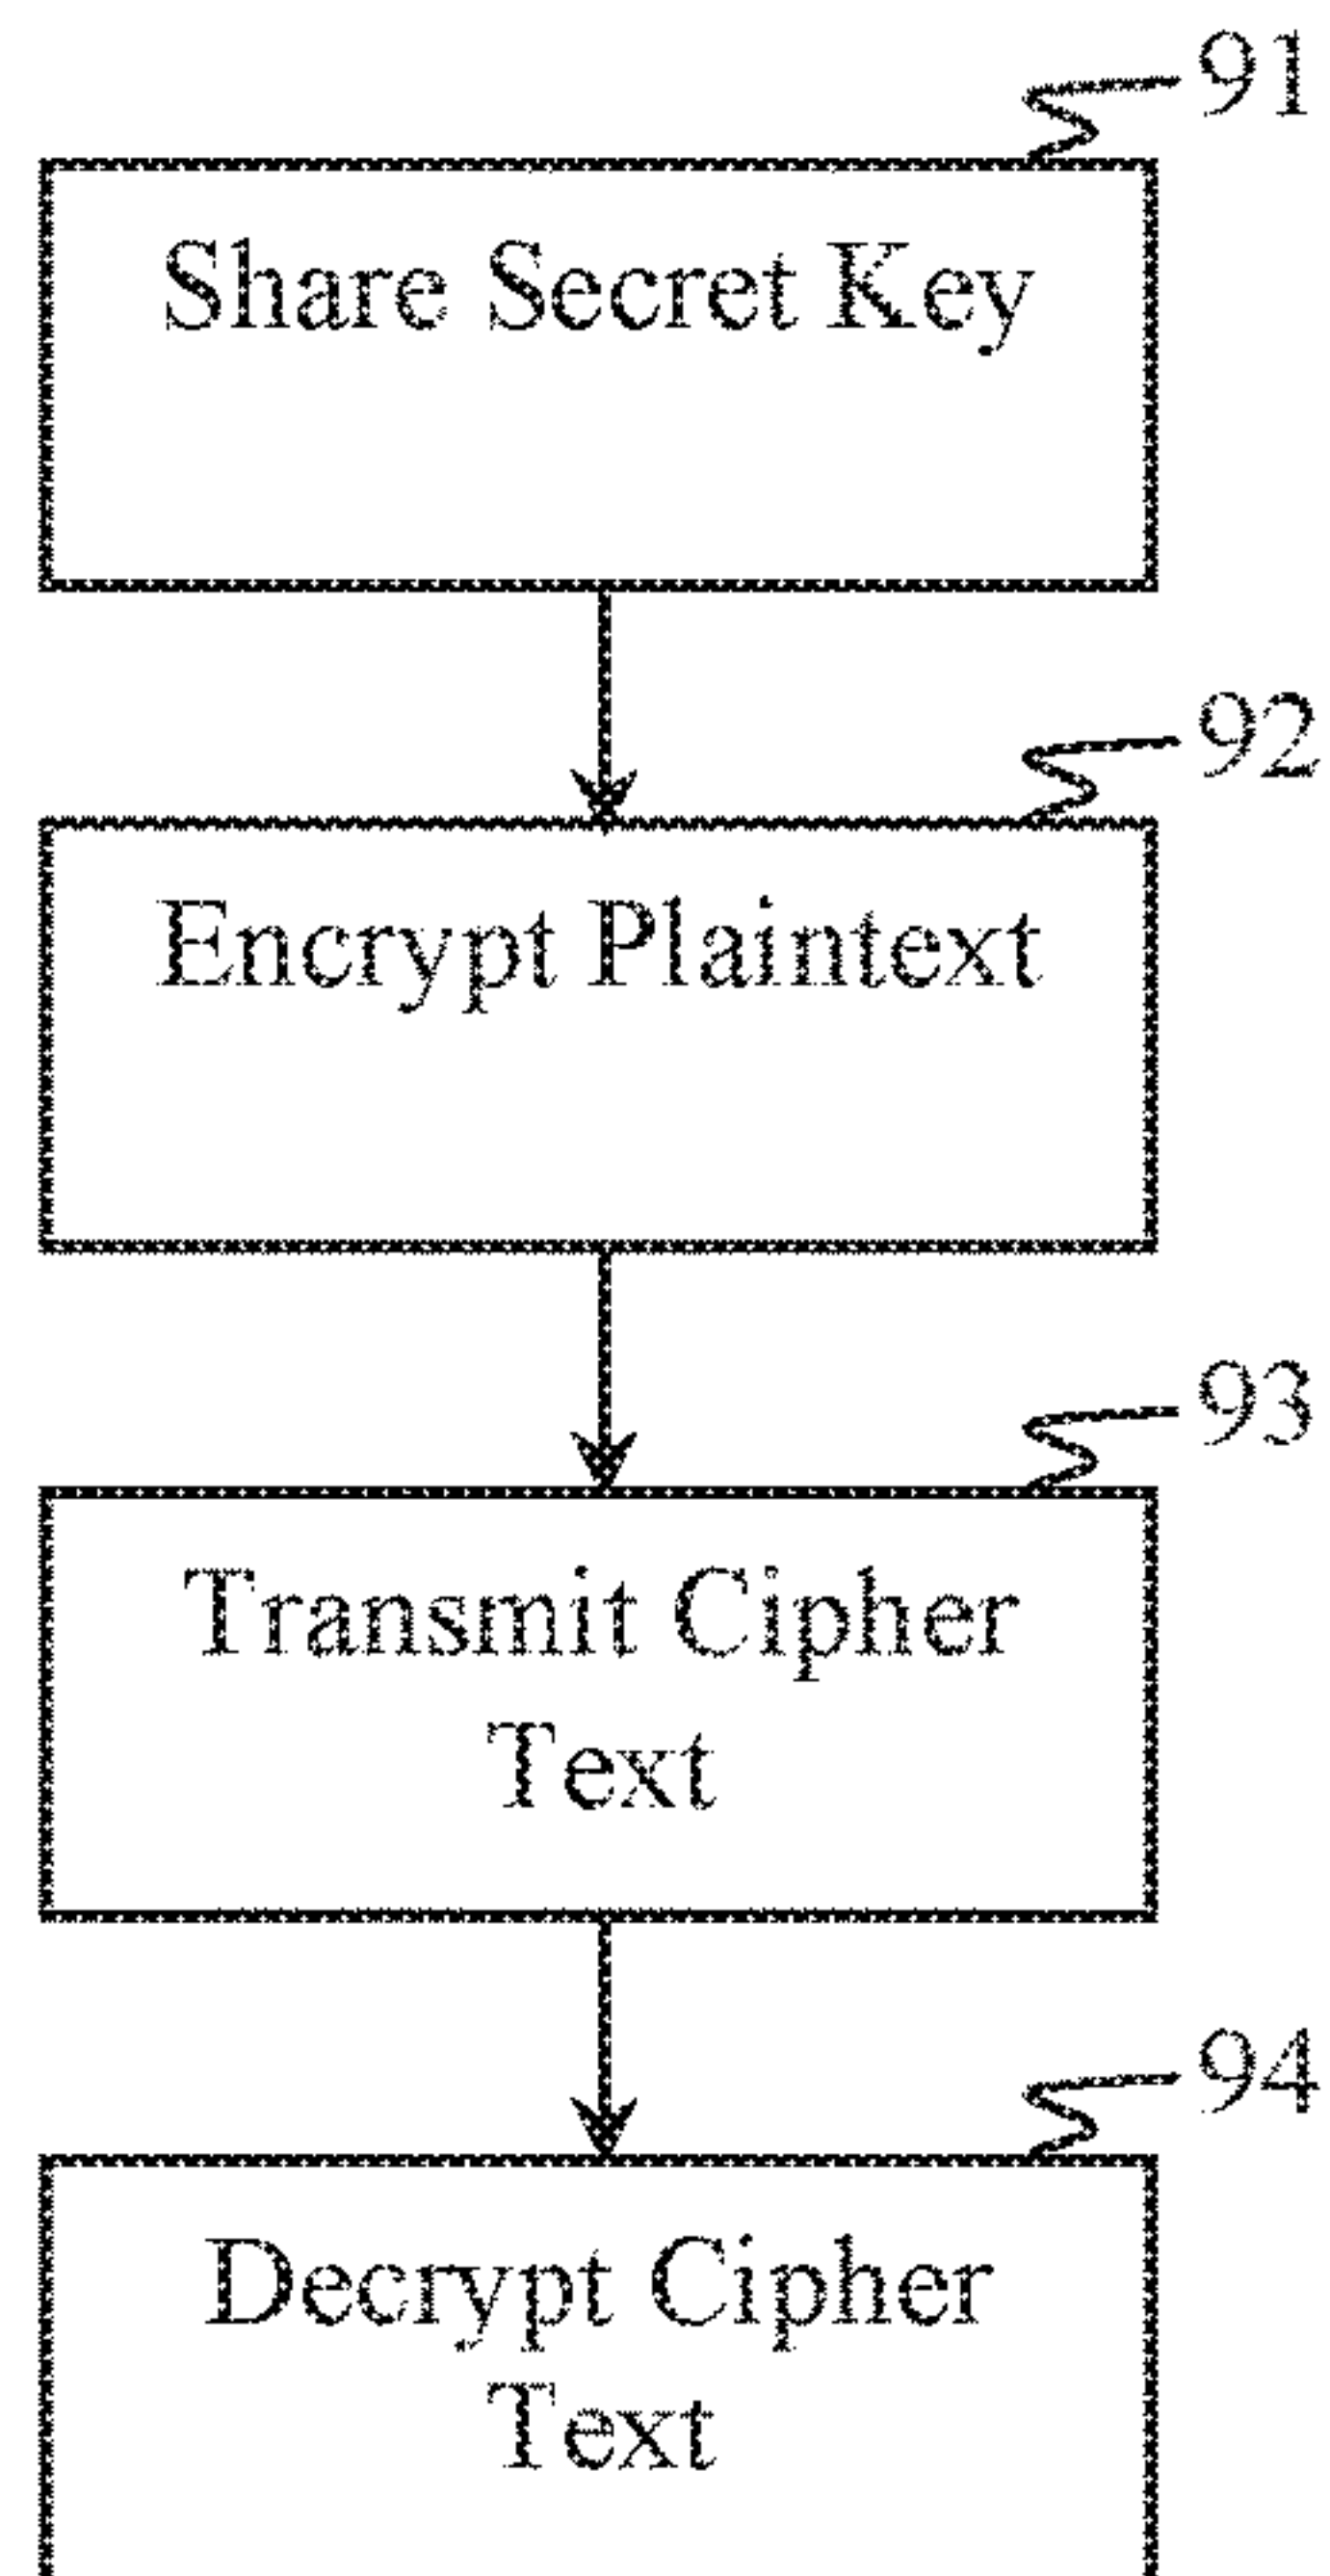 91
Share Secret Key
92
Encrypt Plaintext
93
Transmit Cipher
Text
94
Decrypt Cipher
Text